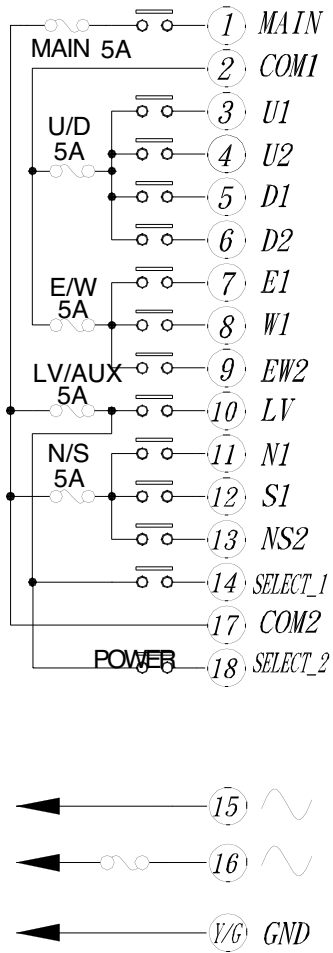 1 MAIN
MAIN 5A
2 COM1
3 U1
U/D
5A
4 U2
5 D1
6 D2
7 E1
E/W
5A
8 W1
9 EW2
LV/AUX
5A
10 LV
11 N1
N/S
5A
12 S1
13 NS2
14 SELECT_1
17 COM2
POWER
18 SELECT_2
15
16
Y/G GND